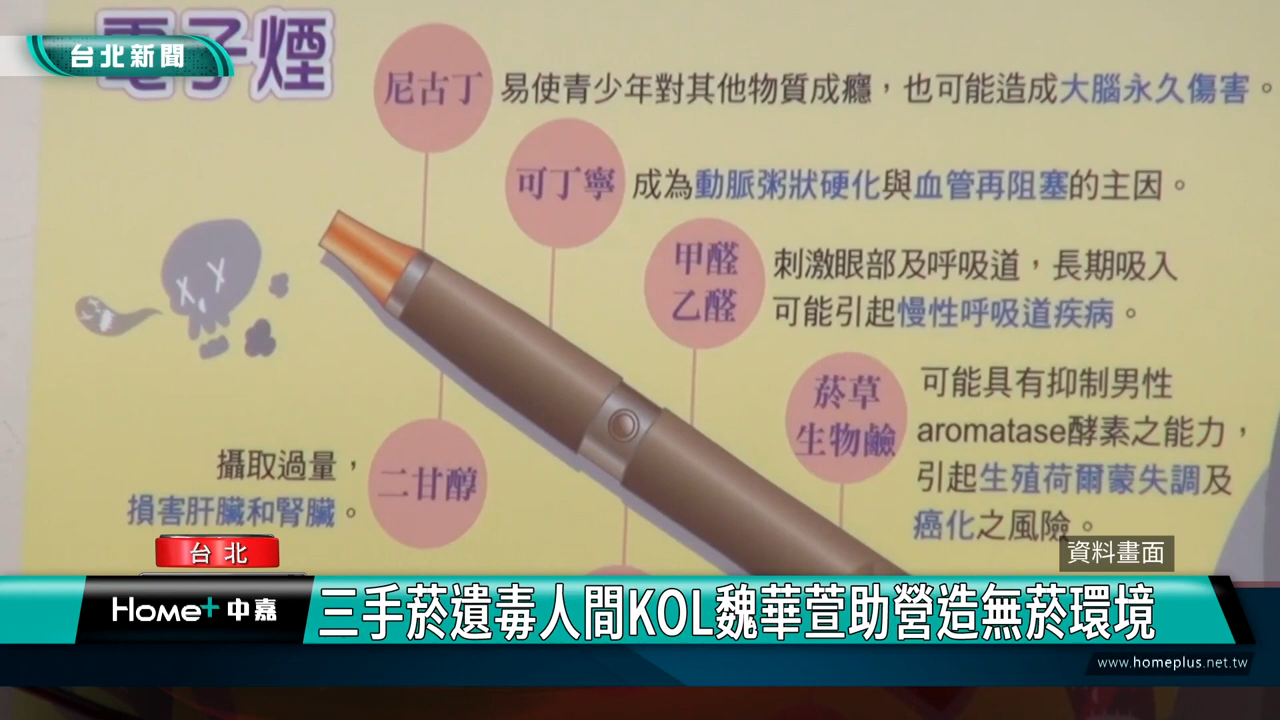 電子煙
台北新聞
尼古丁
易使青少年對其他物質成癮，也可能造成大腦永久傷害。
可丁寧
成為動脈粥狀硬化與血管再阻塞的主因。
甲醛
乙醛
刺激眼部及呼吸道，長期吸入
可能引起慢性呼吸道疾病。
菸草
生物鹼
可能具有抑制男性
aromatase酵素之能力，
引起生殖荷爾蒙失調及
癌化之風險。
攝取過量，
損害肝臟和腎臟。
二甘醇
資料畫面
台北
Home+中嘉
三手菸遺毒人間KOL魏華萱助營造無菸環境
www.homeplus.net.tw